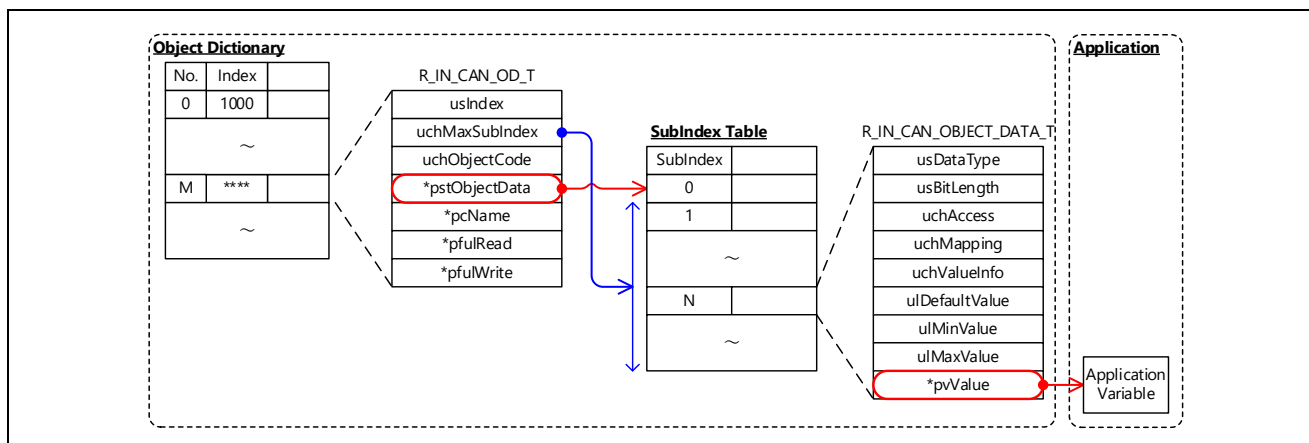 Object Dictionary
No. Index
0 1000
～
M ****
～
R_IN_CAN_OD_T
usIndex
uchMaxSubIndex
uchObjectCode
*pstObjectData
*pcName
*pfulRead
*pfulWrite
SubIndex Table
SubIndex
0
1
～
N
～
R_IN_CAN_OBJECT_DATA_T
usDataType
usBitLength
uchAccess
uchMapping
uchValueInfo
ulDefaultValue
ulMinValue
ulMaxValue
*pvValue
Application
Application
Variable